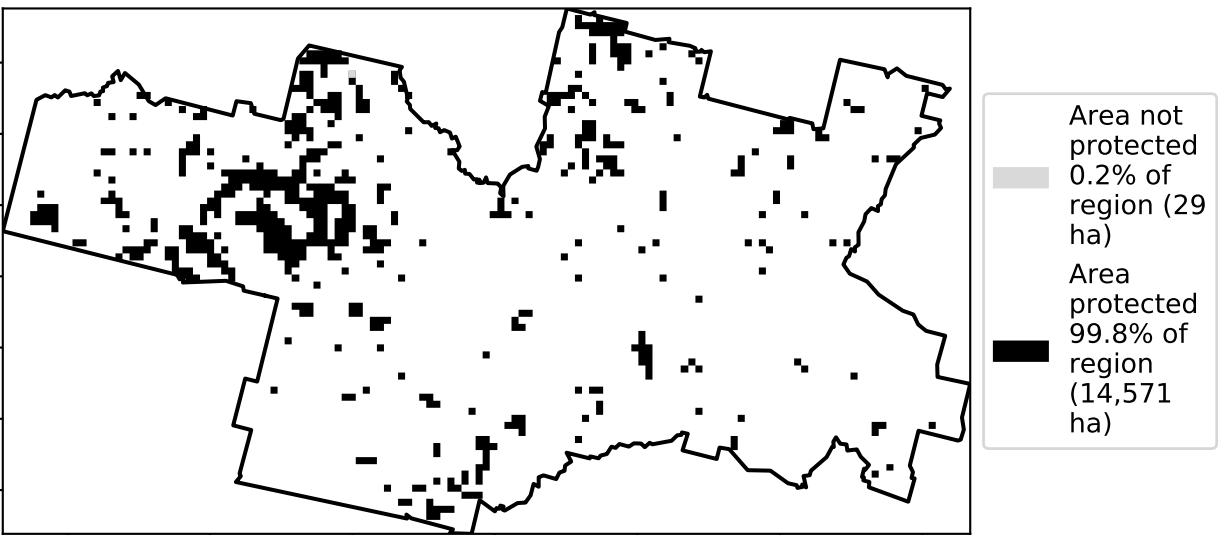 Area not
protected
0.2% of
region (29
ha)
Area
protected
99.8% of
region
(14,571
ha)